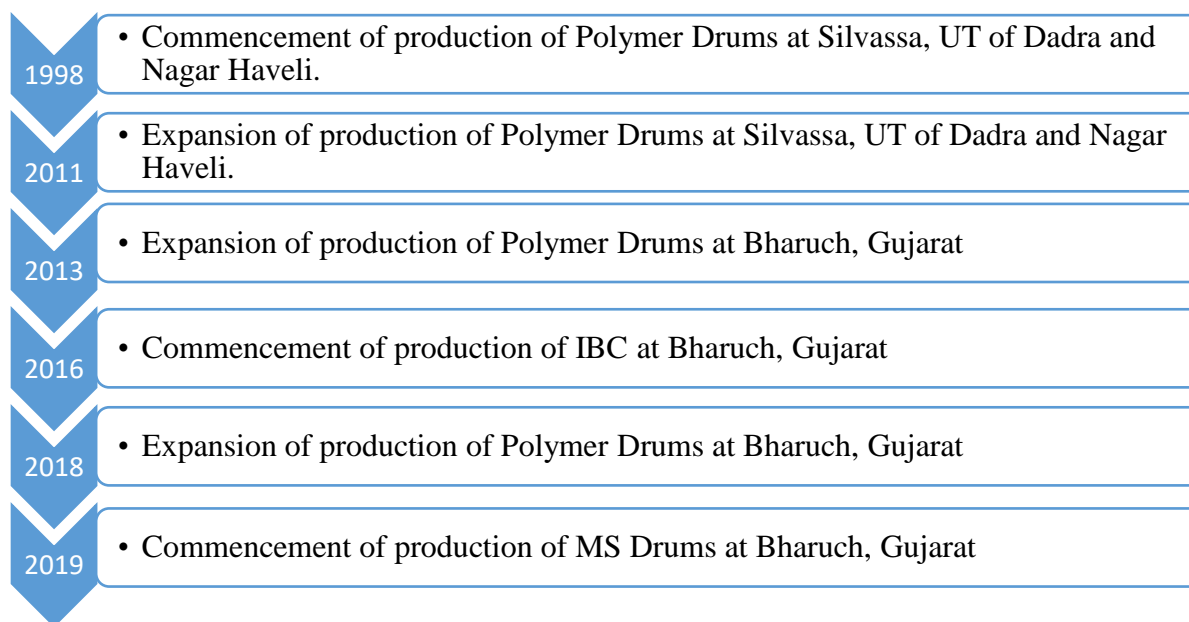 1998
• Commencement of production of Polymer Drums at Silvassa, UT of Dadra and
Nagar Haveli.
2011
• Expansion of production of Polymer Drums at Silvassa, UT of Dadra and Nagar
Haveli.
2013
• Expansion of production of Polymer Drums at Bharuch, Gujarat
2016
• Commencement of production of IBC at Bharuch, Gujarat
2018
• Expansion of production of Polymer Drums at Bharuch, Gujarat
2019
• Commencement of production of MS Drums at Bharuch, Gujarat